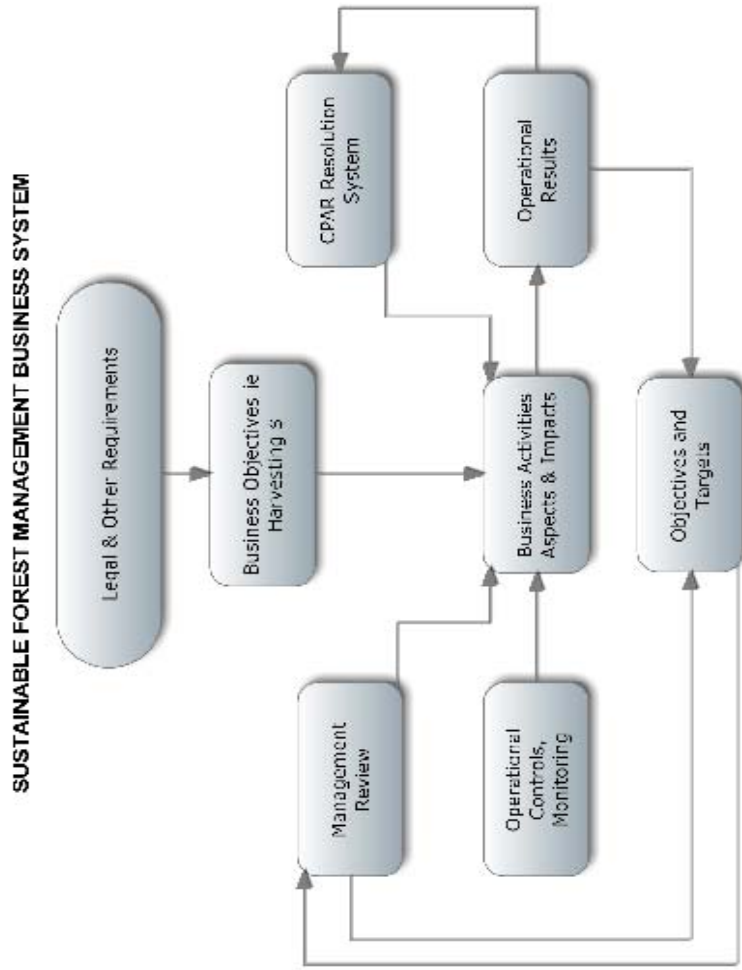 SUSTAINABLE FOREST MANAGEMENT BUSINESS SYSTEM
Legal & Other Requirements
Business Objectives ie
Harvesting $
Management
Review
CPAR Resolution
System
Operational
Controls,
Monitoring
Business Activities
Aspects & Impacts
Operational
Results
Objectives and
Targets